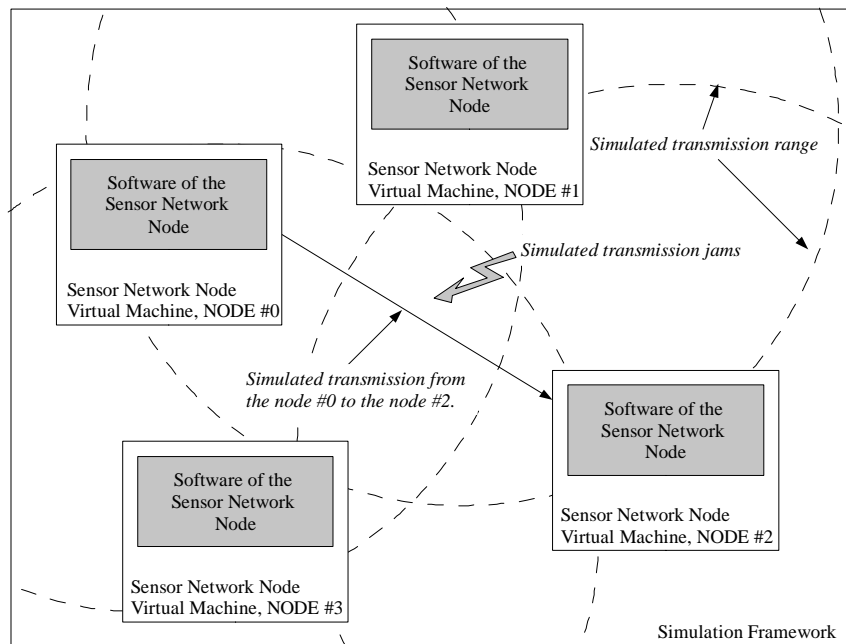 Software of the
Sensor Network
Node
Sensor Network Node
Virtual Machine, NODE #1
Simulated transmission range
Software of the
Sensor Network
Node
Sensor Network Node
Virtual Machine, NODE #0
Simulated transmission jams
Simulated transmission from
the node #0 to the node #2.
Software of the
Sensor Network
Node
Sensor Network Node
Virtual Machine, NODE #2
Software of the
Sensor Network
Node
Sensor Network Node
Virtual Machine, NODE #3
Simulation Framework